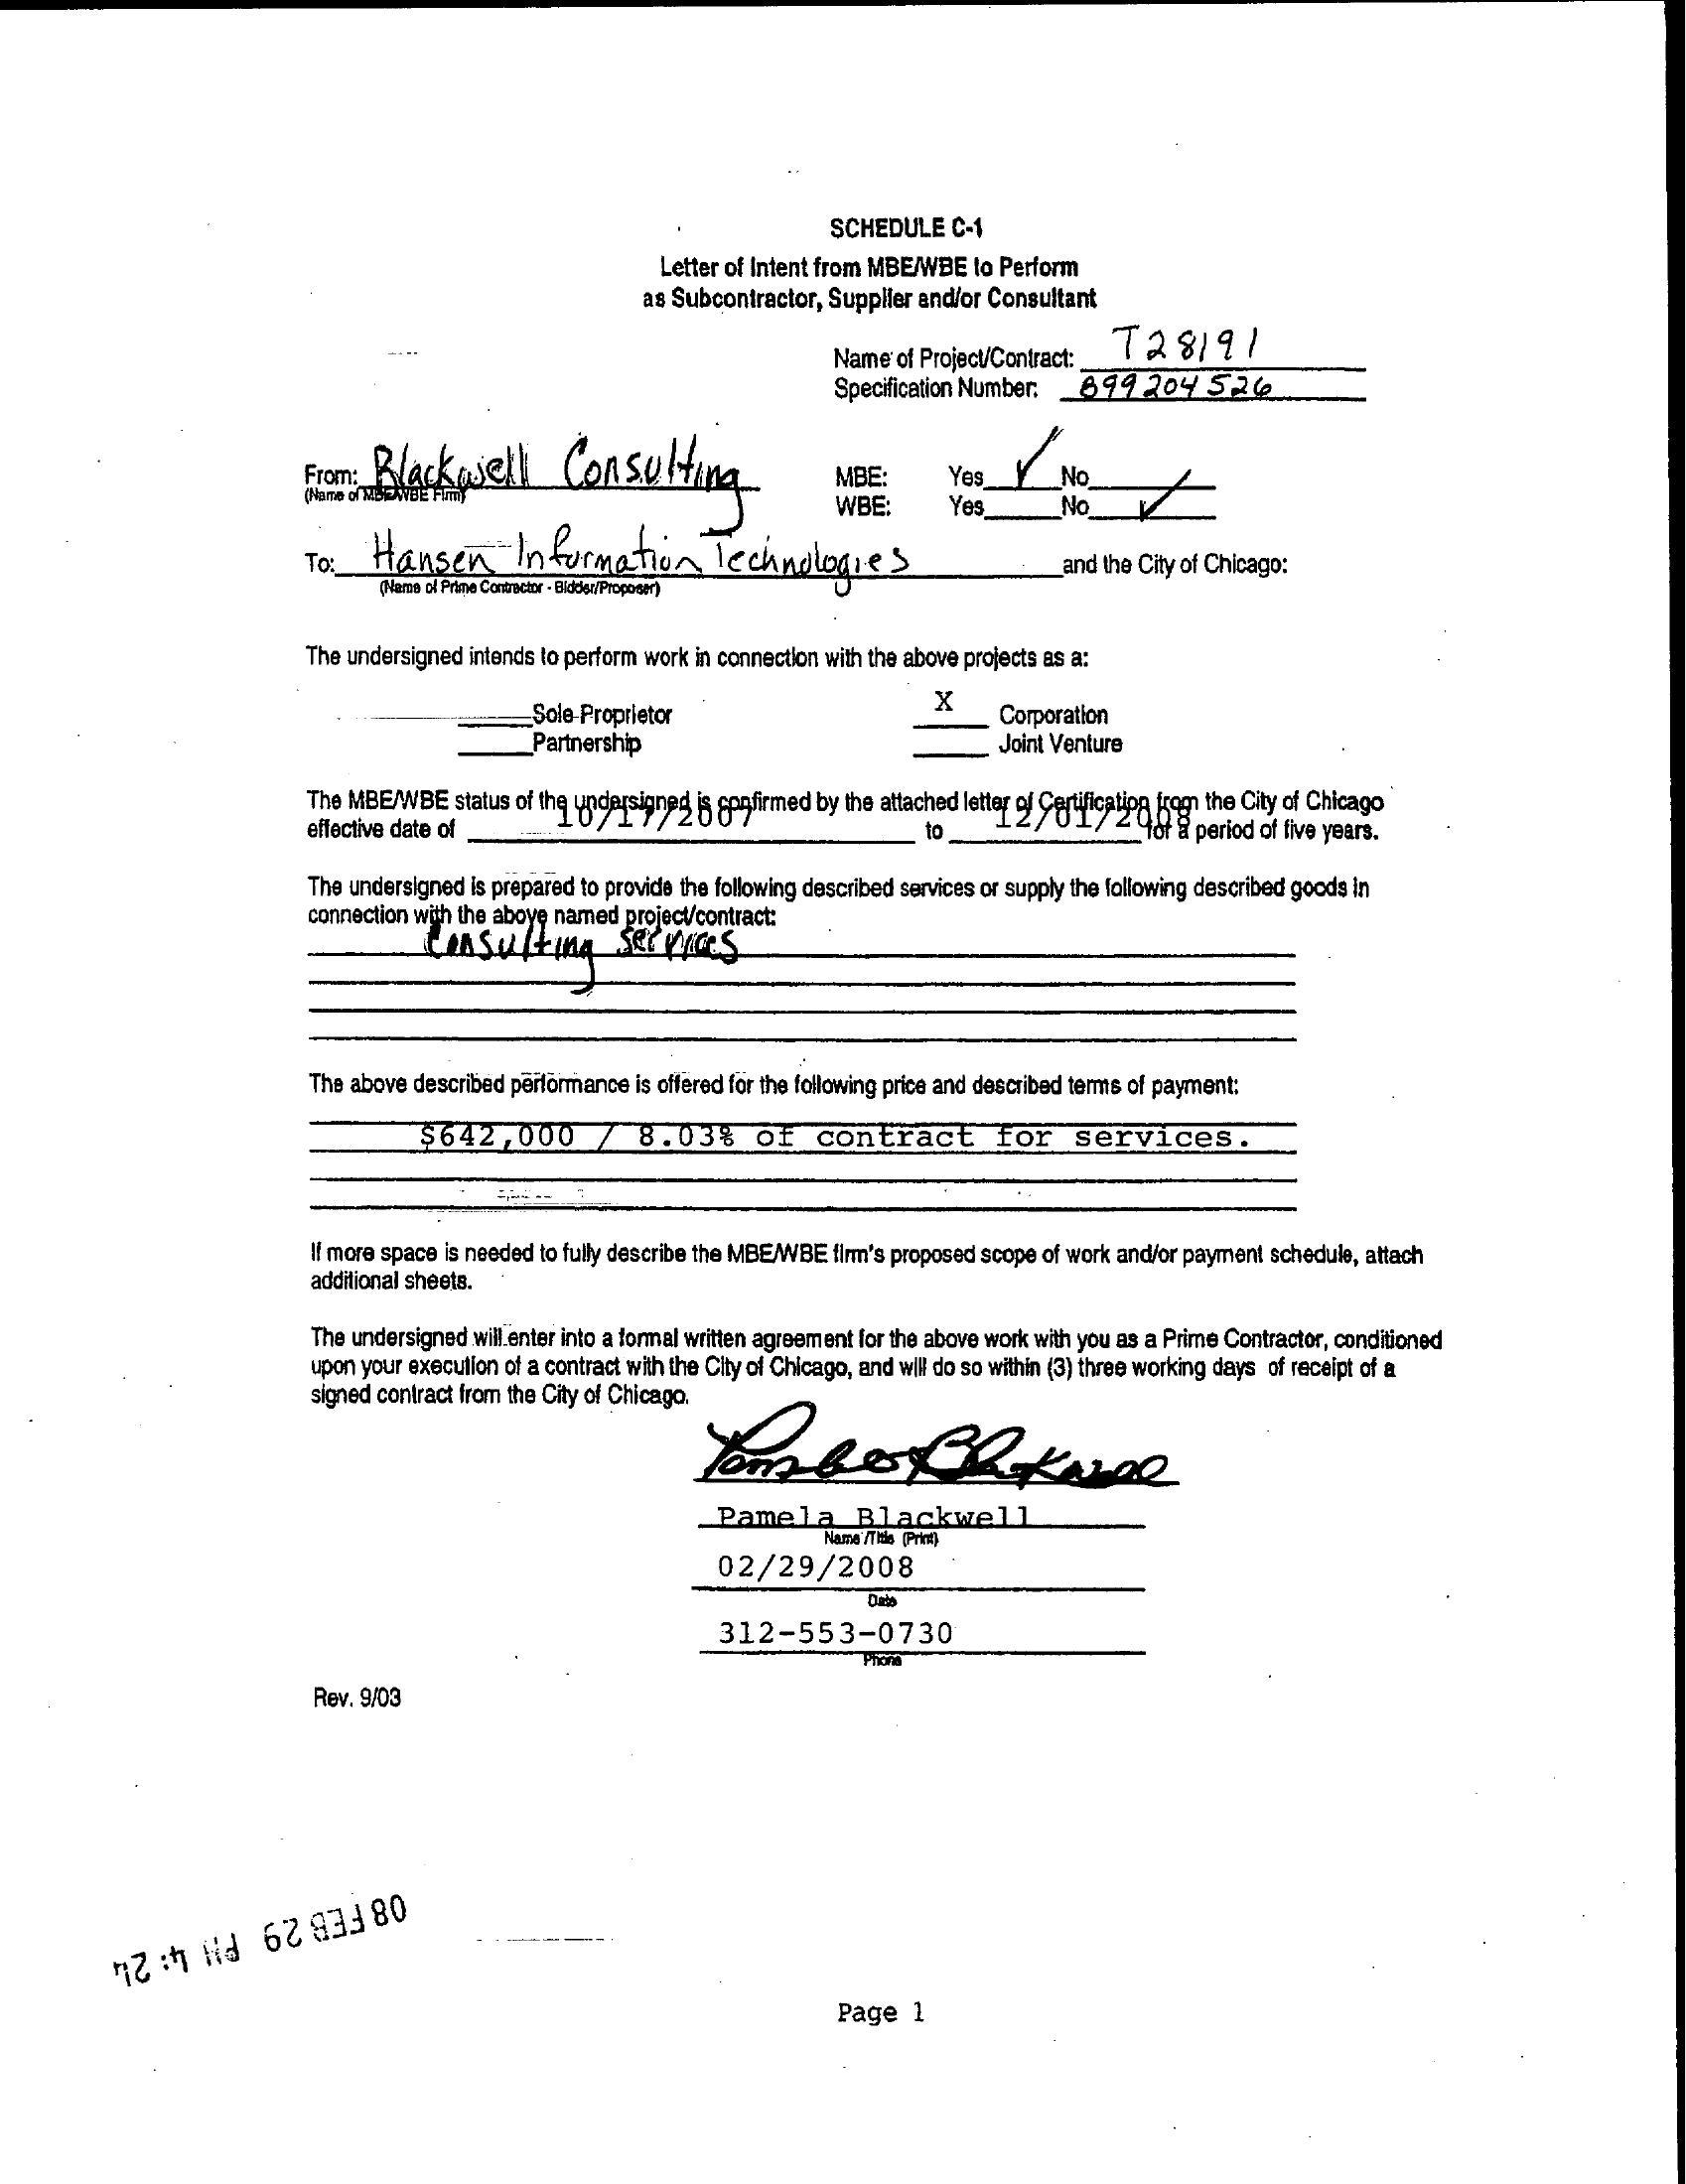 SCHEDULE C-1
Letter of Intent from MBE/WBE to Perform
as Subcontractor, Supplier and/or Consultant
Name of Project/Contract: T28191
Specification Number: B99204526
From: Blackwell Consulting MBE: Yes ✓ No
(Name of MBE/WBE Firm) WBE: Yes No ✓
To: Hansen Information Technologies and the City of Chicago:
(Name of Prime Contractor - Bidder/Proposer)
The undersigned intends to perform work in connection with the above projects as a:
Sole Proprietor X Corporation
Partnership Joint Venture
The MBE/WBE status of the undersigned is confirmed by the attached letter of Certification from the City of Chicago
effective date of 10/17/2007 to 12/01/2008 for a period of five years.
The undersigned is prepared to provide the following described services or supply the following described goods in
connection with the above named project/contract:
Consulting services
The above described performance is offered for the following price and described terms of payment:
$642,000 / 8.03% of contract for services.
If more space is needed to fully describe the MBE/WBE firm's proposed scope of work and/or payment schedule, attach
additional sheets.
The undersigned will enter into a formal written agreement for the above work with you as a Prime Contractor, conditioned
upon your execution of a contract with the City of Chicago, and will do so within (3) three working days of receipt of a
signed contract from the City of Chicago.
Pamela Blackwell
Pamela Blackwell
Name/Title (Print)
02/29/2008
Date
312-553-0730
Phone
Rev. 9/03
08 FEB 29 PM 4:24
Page 1